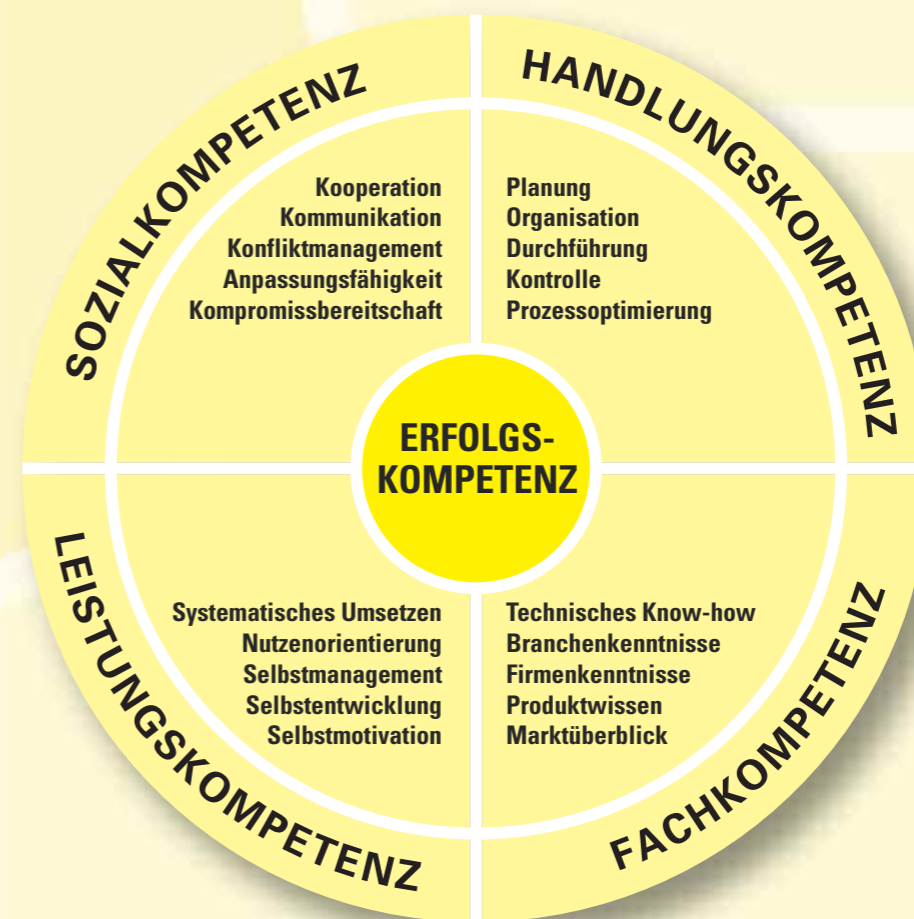 SOZIALKOMPETENZ
Kooperation
Kommunikation
Konfliktmanagement
Anpassungsfähigkeit
Kompromissbereitschaft
HANDLUNGSKOMPETENZ
Planung
Organisation
Durchführung
Kontrolle
Prozessoptimierung
ERFOLGS-
KOMPETENZ
LEISTUNGSKOMPETENZ
Systematisches Umsetzen
Nutzenorientierung
Selbstmanagement
Selbstentwicklung
Selbstmotivation
FACHKOMPETENZ
Technisches Know-how
Branchenkenntnisse
Firmenkenntnisse
Produktwissen
Marktüberblick